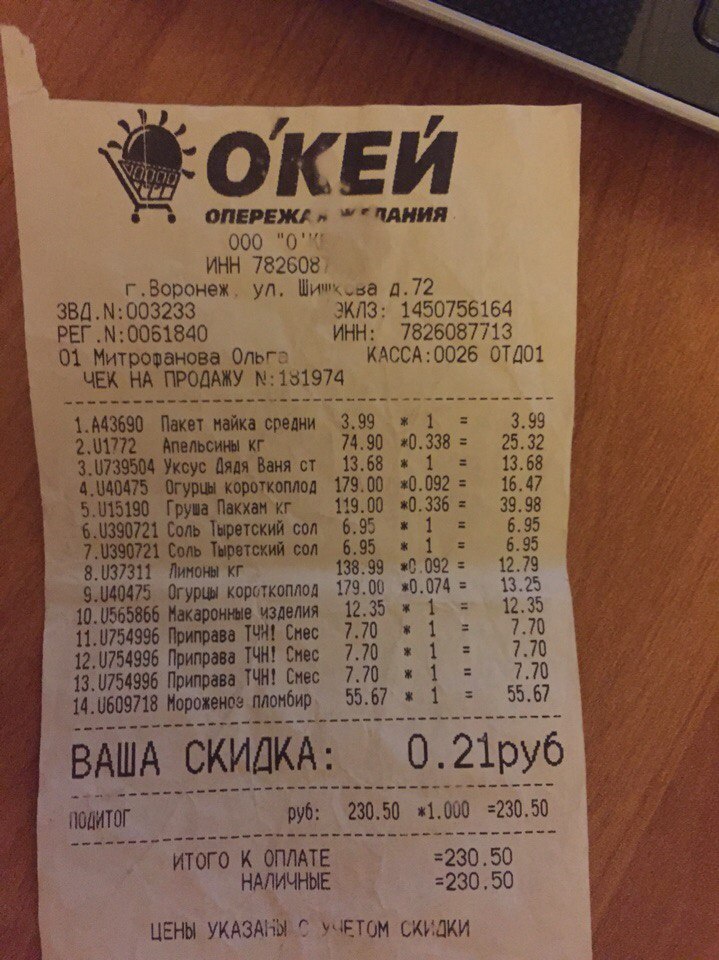 О'КЕЙ
ООО
ИНН 782608
г.Воронеж, ул. Шишкова д.72
ЗВД.N:003233 ЭКЛЗ: 1450756164
РЕГ.N:0061840 ИНН: 7826087713
01 Митрофанова Ольга КАССА:0026 ОТД01
ЧЕК НА ПРОДАЖУ N:181974
1.A43690 Пакет майка средни 3.99 * 1 = 3.99
2.U1772 Апельсины кг 74.90 *0.338 = 25.32
3.U739504 Уксус Дядя Ваня ст 13.68 * 1 = 13.68
4.U40475 Огурцы короткоплод 179.00 *0.092 = 16.47
5.U15190 Груша Пакхам кг 119.00 *0.336 = 39.98
6.U390721 Соль Тыретский сол 6.95 * 1 = 6.95
7.U390721 Соль Тыретский сол 6.95 * 1 = 6.95
8.U37311 Лимоны кг 138.99 *0.092 = 12.79
9.U40475 Огурцы короткоплод 179.00 *0.074 = 13.25
10.U565866 Макаронные изделия 12.35 * 1 = 12.35
11.U754996 Приправа ТЧН! Смес 7.70 * 1 = 7.70
12.U754996 Приправа ТЧН! Смес 7.70 * 1 = 7.70
13.U754996 Приправа ТЧН! Смес 7.70 * 1 = 7.70
14.U609718 Мороженое пломбир 55.67 * 1 = 55.67
ВАША СКИДКА: 0.21руб
ПОДИТОГ руб: 230.50 *1.000 =230.50
ИТОГО К ОПЛАТЕ =230.50
НАЛИЧНЫЕ =230.50
ЦЕНЫ УКАЗАНЫ С УЧЕТОМ СКИДКИ